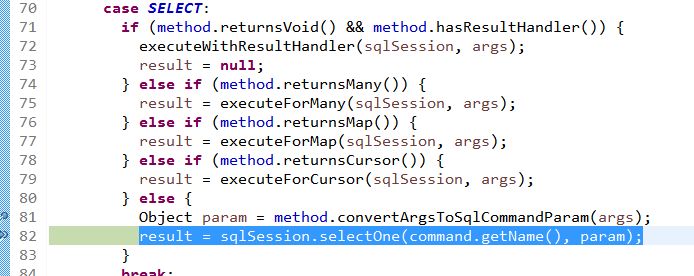 70 case SELECT:
71 if (method.returnsVoid() && method.hasResultHandler()) {
72 executeWithResultHandler(sqlSession, args);
73 result = null;
74 } else if (method.returnsMany()) {
75 result = executeForMany(sqlSession, args);
76 } else if (method.returnsMap()) {
77 result = executeForMap(sqlSession, args);
78 } else if (method.returnsCursor()) {
79 result = executeForCursor(sqlSession, args);
80 } else {
81 Object param = method.convertArgsToSqlCommandParam(args);
82 result = sqlSession.selectOne(command.getName(), param);
83 }
84 break;